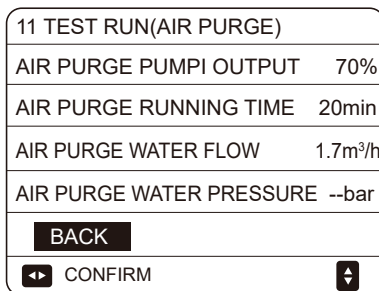 11 TEST RUN(AIR PURGE)
AIR PURGE PUMPI OUTPUT 70%
AIR PURGE RUNNING TIME 20min
AIR PURGE WATER FLOW 1.7m³/h
AIR PURGE WATER PRESSURE --bar
BACK
CONFIRM